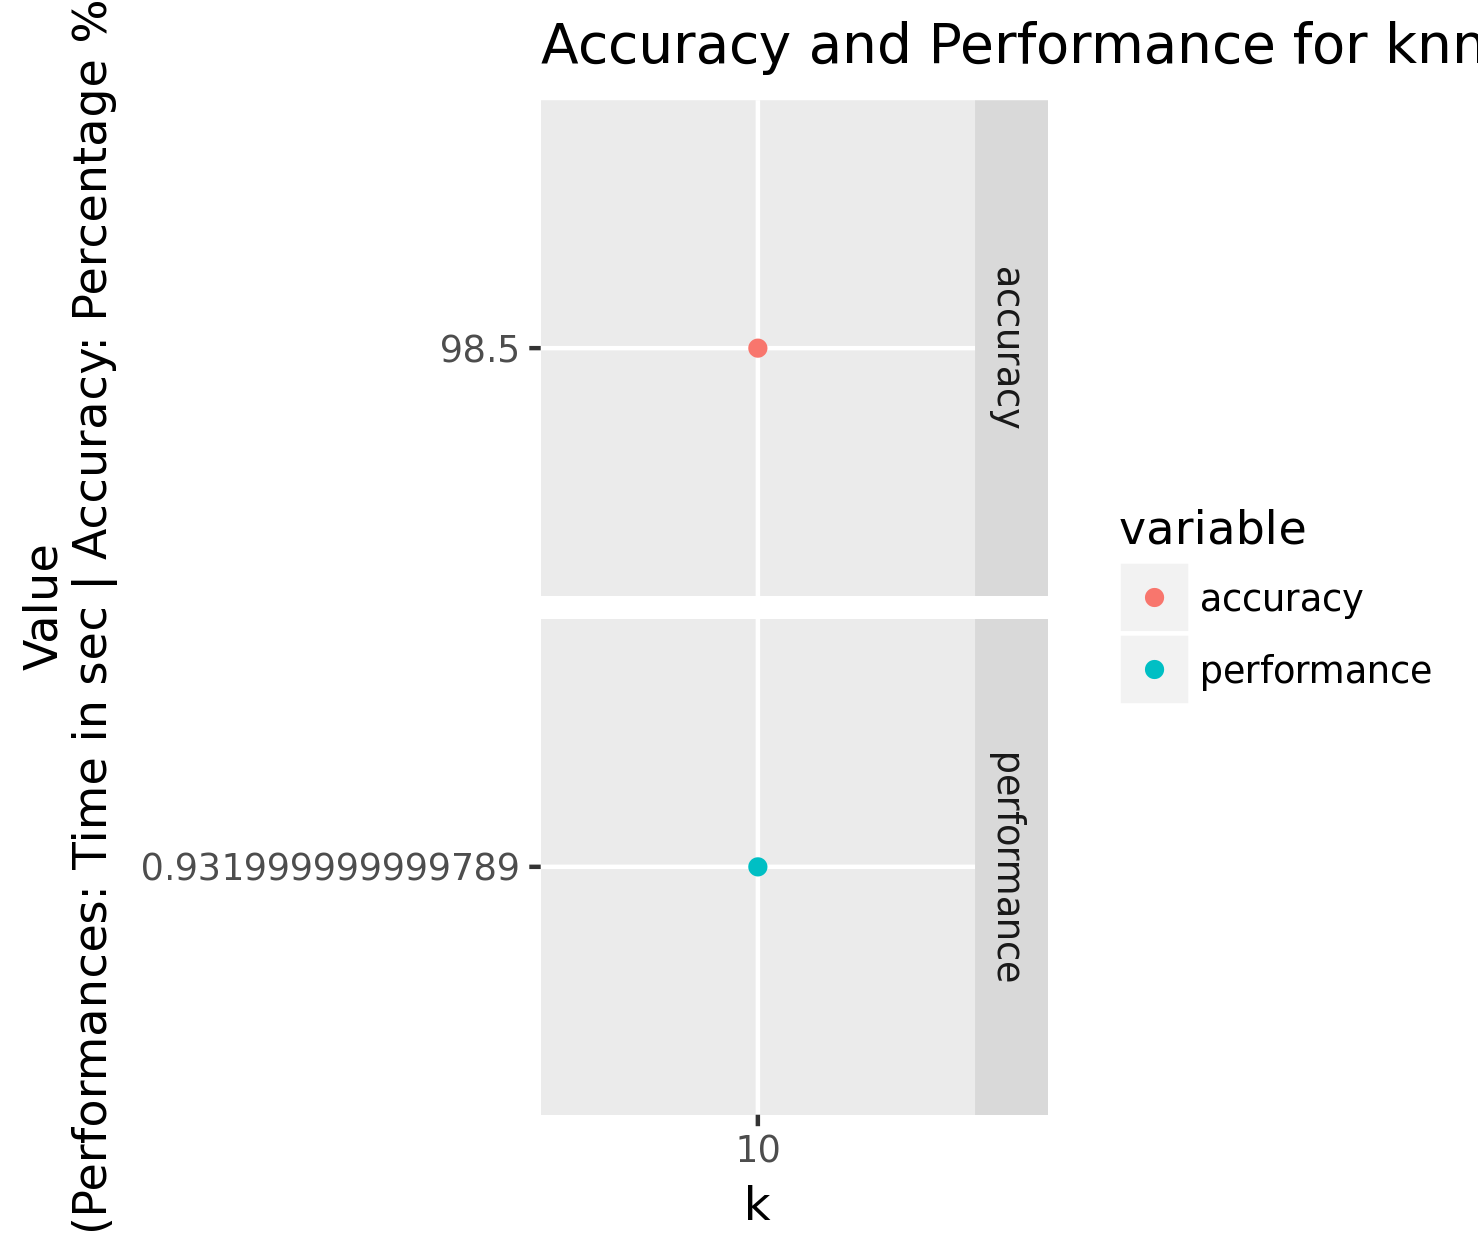 Accuracy and Performance for knn
Value
(Performances: Time in sec | Accuracy: Percentage %
98.5
accuracy
0.931999999999789
performance
10
k
variable
accuracy
performance